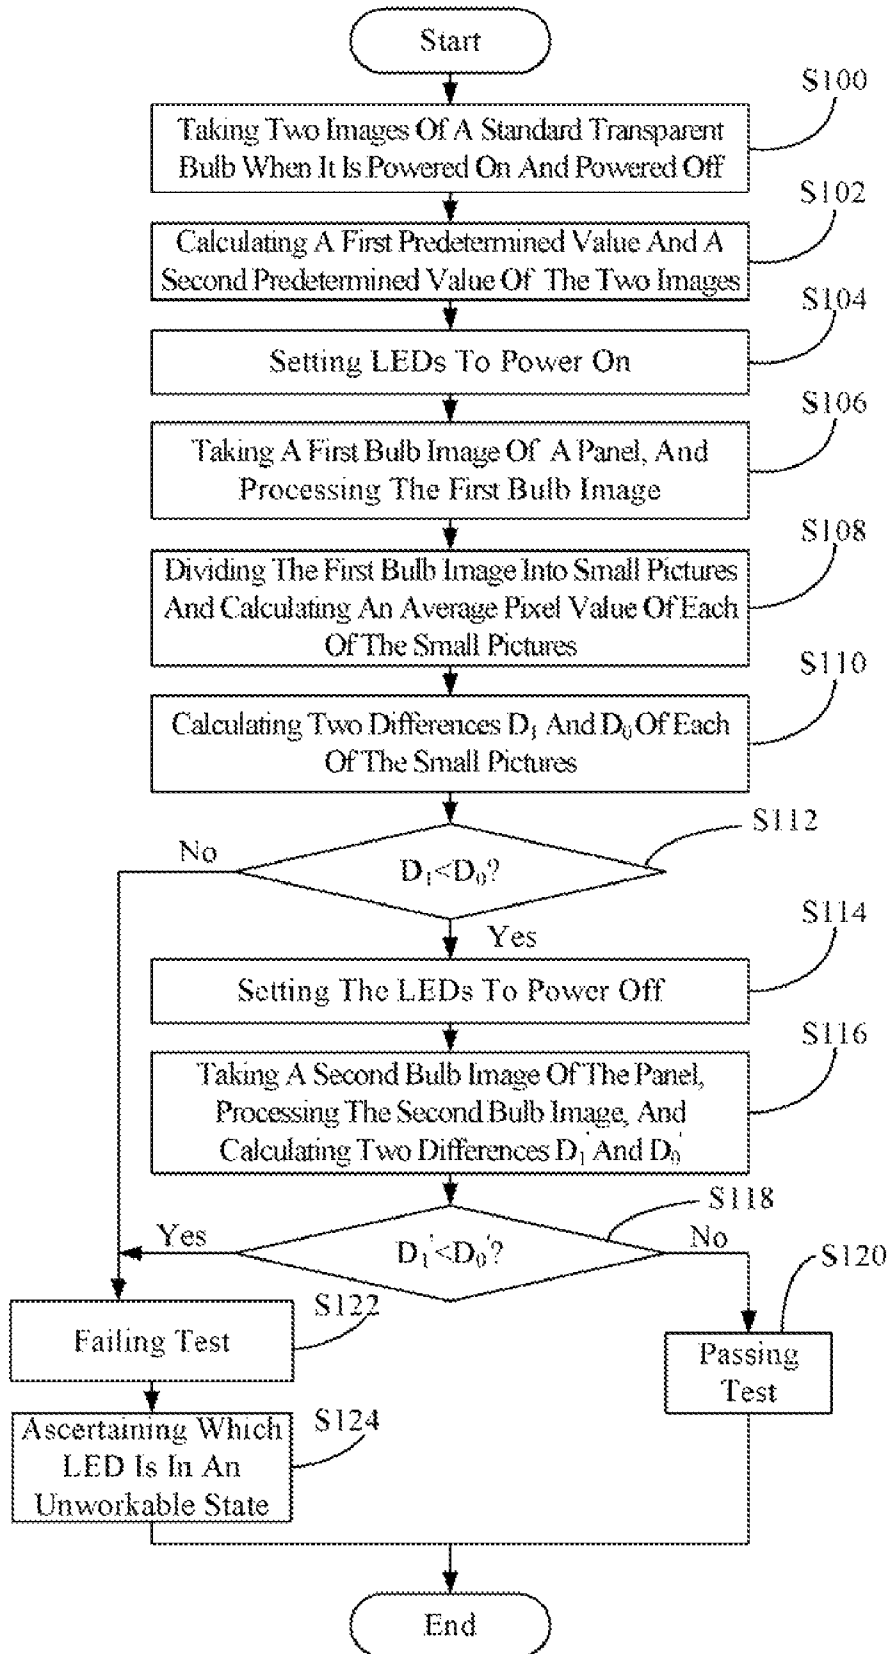 Start
S100
Taking Two Images Of A Standard Transparent
Bulb When It Is Powered On And Powered Off
S102
Calculating A First Predetermined Value And A
Second Predetermined Value Of The Two Images
S104
Setting LEDs To Power On
S106
Taking A First Bulb Image Of A Panel, And
Processing The First Bulb Image
S108
Dividing The First Bulb Image Into Small Pictures
And Calculating An Average Pixel Value Of Each
Of The Small Pictures
S110
Calculating Two Differences D₁ And D₀ Of Each
Of The Small Pictures
S112
No
D₁<D₀?
Yes
S114
Setting The LEDs To Power Off
S116
Taking A Second Bulb Image Of The Panel,
Processing The Second Bulb Image, And
Calculating Two Differences D₁' And D₀'
S118
Yes
D₁'<D₀'?
No
S120
S122
Failing Test
Passing
Test
S124
Ascertaining Which
LED Is In An
Unworkable State
End